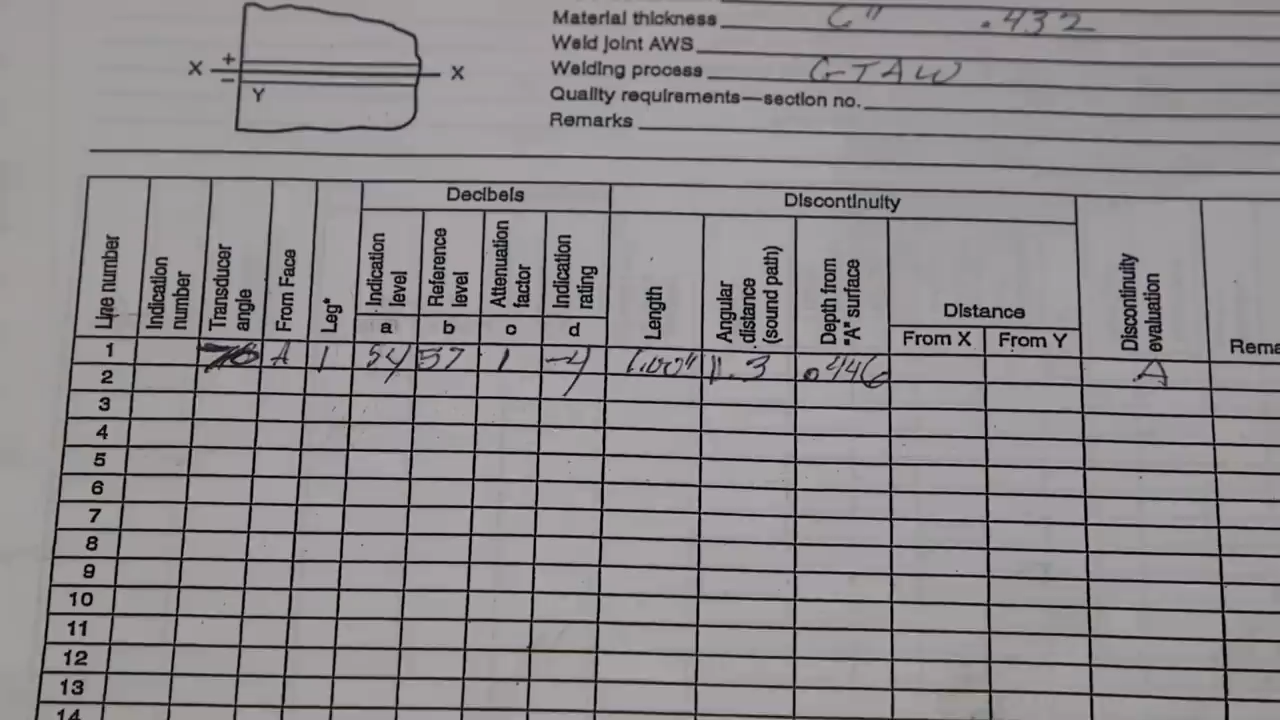 Material thickness 6" .432
Weld joint AWS
Welding process GTAW
Quality requirements—section no.
Remarks
X + X
− Y
Decibels Discontinuity
Line number Indication number Transducer angle From Face Leg* Indication level Reference level Attenuation factor Indication rating Length Angular distance (sound path) Depth from "A" surface Distance Discontinuity evaluation
a b c d From X From Y
1 70 A 1 54 57 1 -4 1.00" 1.3 .446 A
2
3
4
5
6
7
8
9
10
11
12
13
14